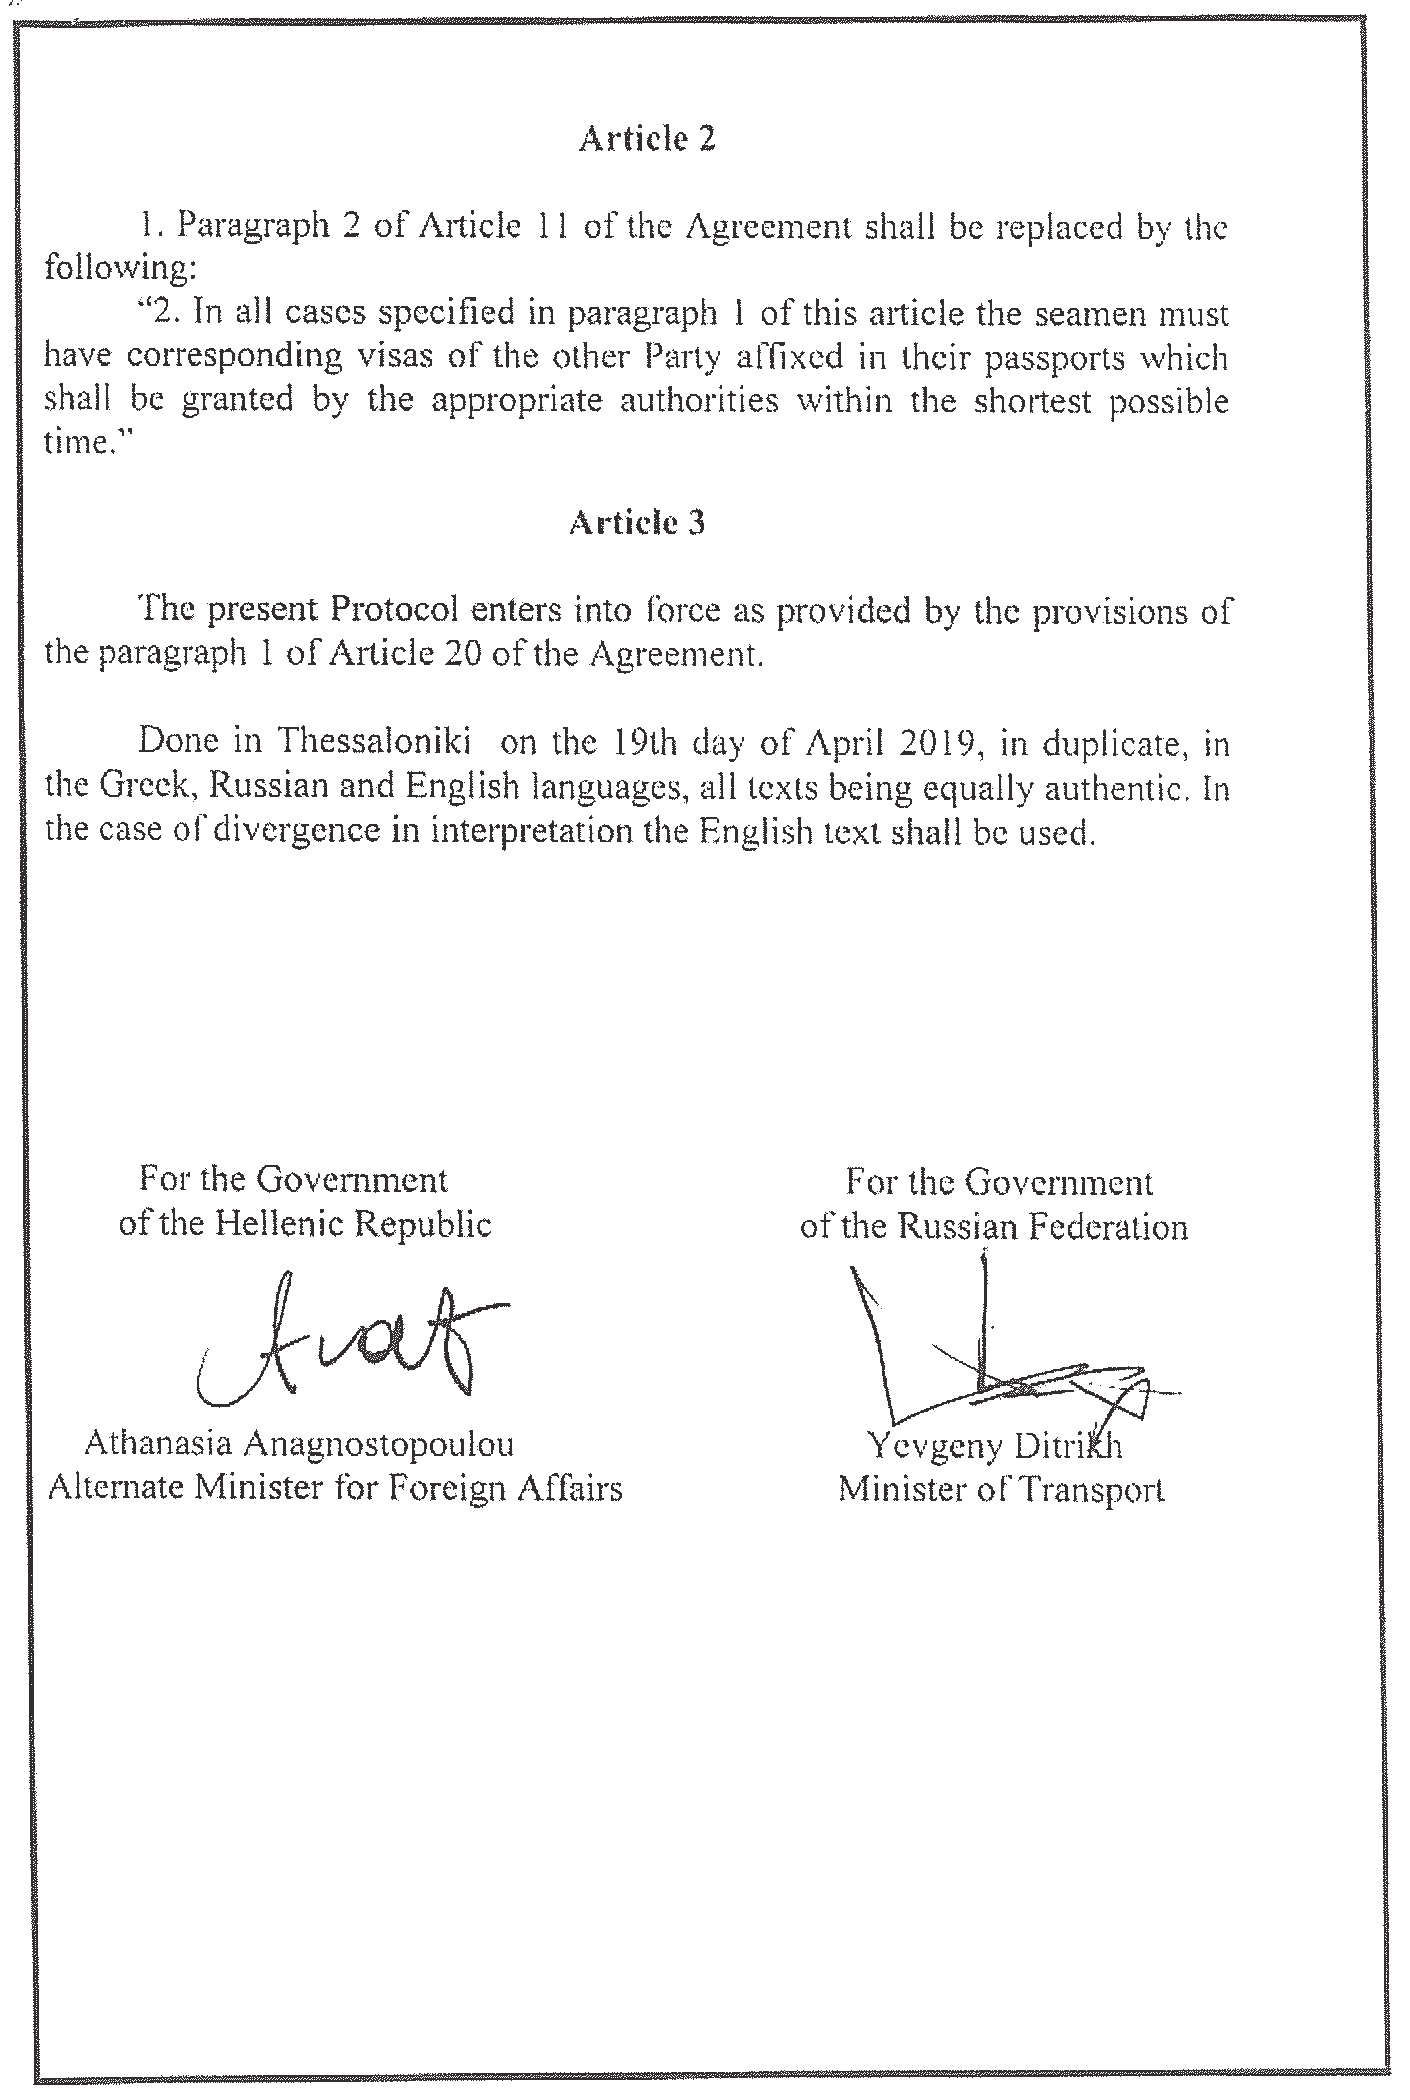 Article 2
1. Paragraph 2 of Article 11 of the Agreement shall be replaced by the
following:
“2. In all cases specified in paragraph 1 of this article the seamen must
have corresponding visas of the other Party affixed in their passports which
shall be granted by the appropriate authorities within the shortest possible
time.”
Article 3
The present Protocol enters into force as provided by the provisions of
the paragraph 1 of Article 20 of the Agreement.
Done in Thessaloniki on the 19th day of April 2019, in duplicate, in
the Greek, Russian and English languages, all texts being equally authentic. In
the case of divergence in interpretation the English text shall be used.
For the Government
of the Hellenic Republic
Athanasia Anagnostopoulou
Alternate Minister for Foreign Affairs
For the Government
of the Russian Federation
Yevgeny Ditrikh
Minister of Transport